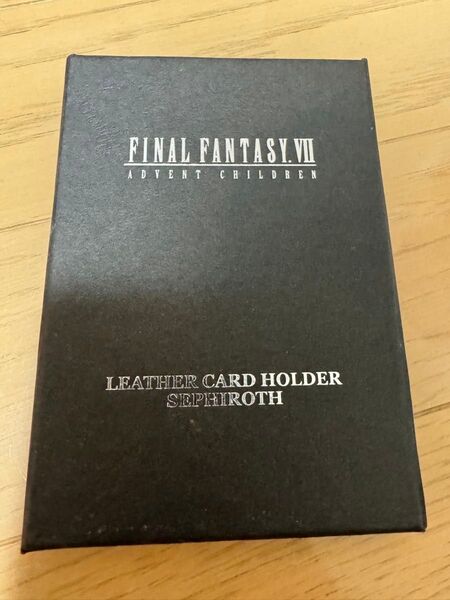 FINAL FANTASY. VII
ADVENT CHILDREN
LEATHER CARD HOLDER
SEPHIROTH